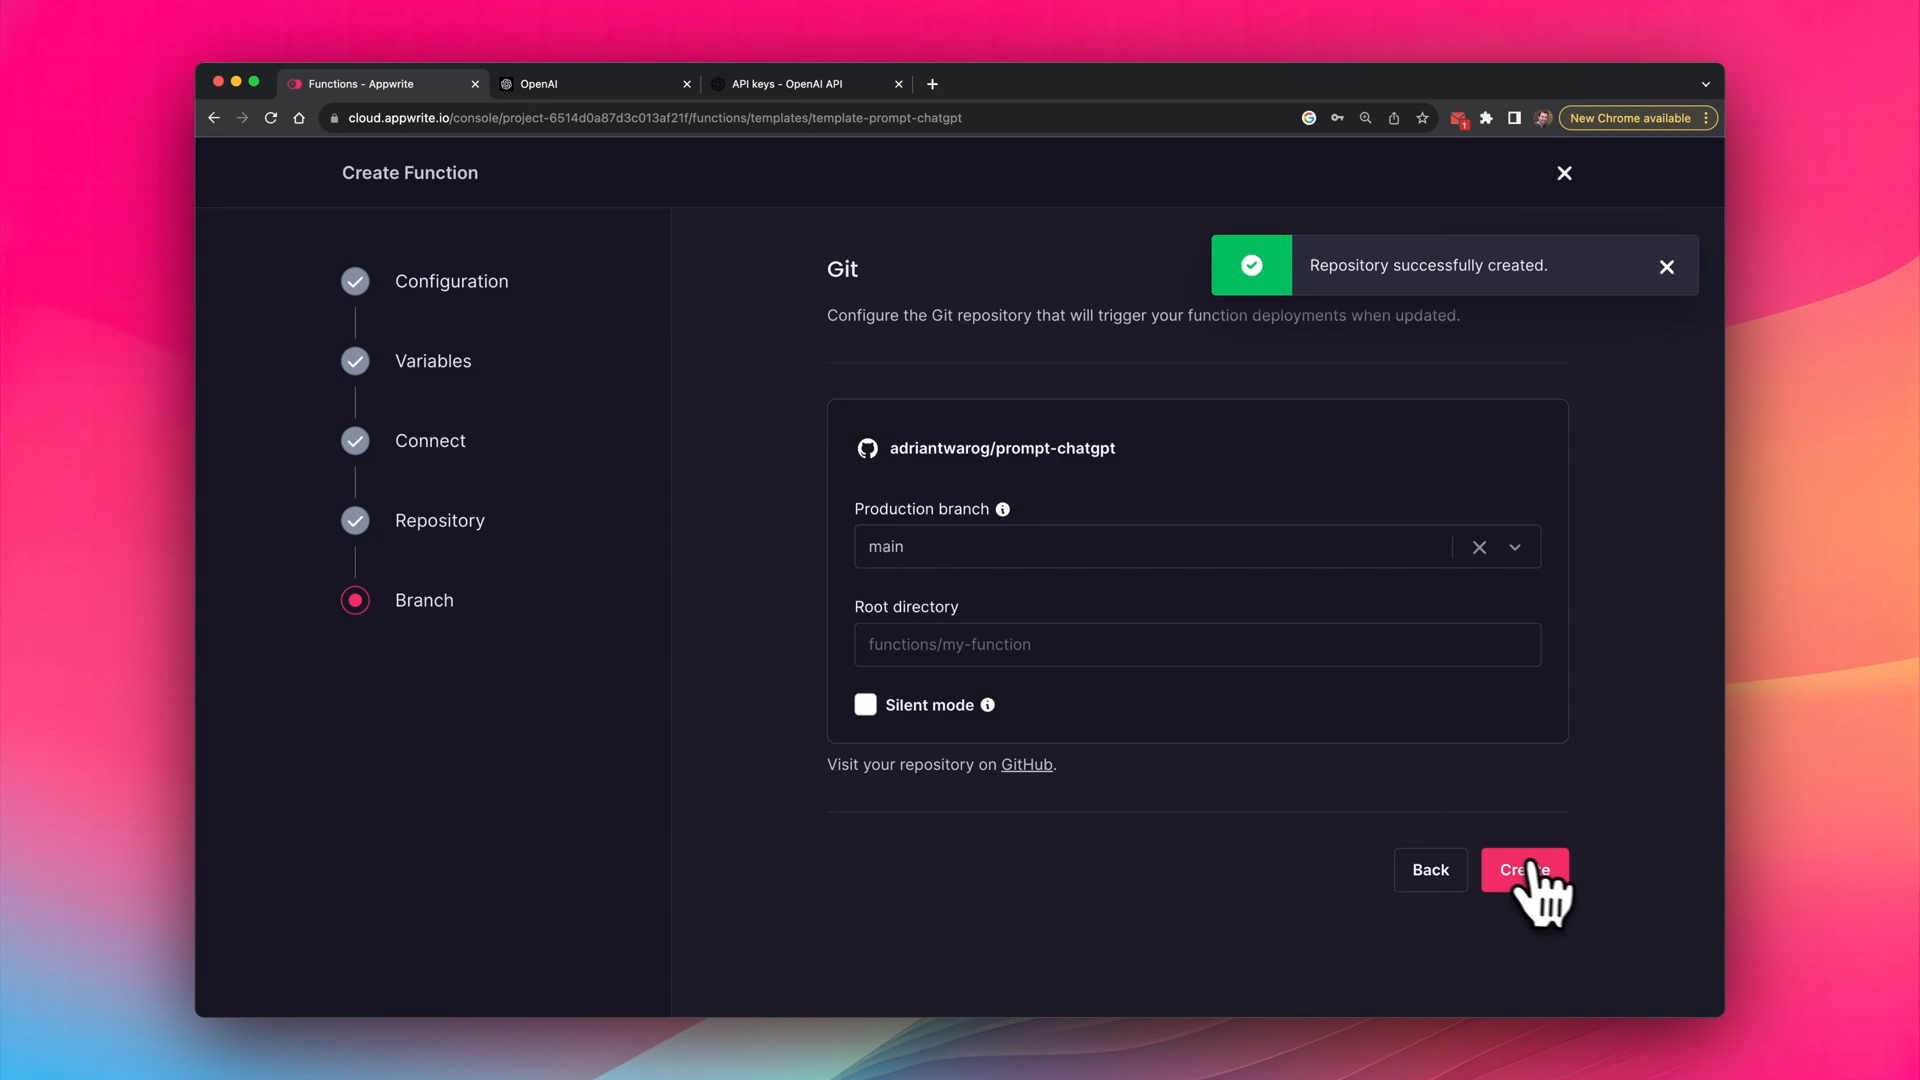 Functions - Appwrite
OpenAI
API keys - OpenAI API
cloud.appwrite.io/console/project-6514d0a87d3c013af21f/functions/templates/template-prompt-chatgpt
1
New Chrome available
Create Function
Repository successfully created.
Configuration
Variables
Connect
Repository
Branch
Git
Configure the Git repository that will trigger your function deployments when updated.
adriantwarog/prompt-chatgpt
Production branch
main
Root directory
functions/my-function
Silent mode
Visit your repository on GitHub.
Back
Create